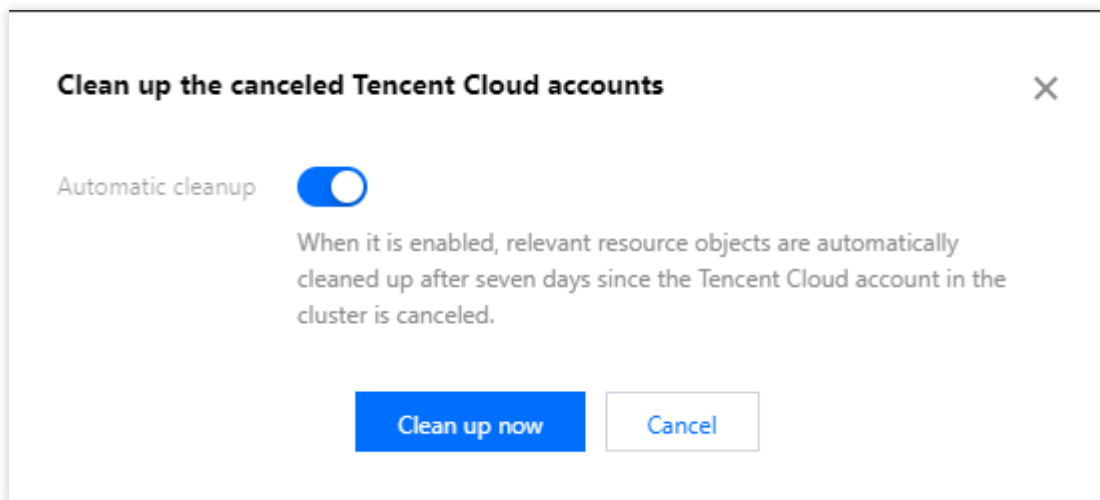 Clean up the canceled Tencent Cloud accounts
Automatic cleanup
When it is enabled, relevant resource objects are automatically
cleaned up after seven days since the Tencent Cloud account in the
cluster is canceled.
Clean up now
Cancel